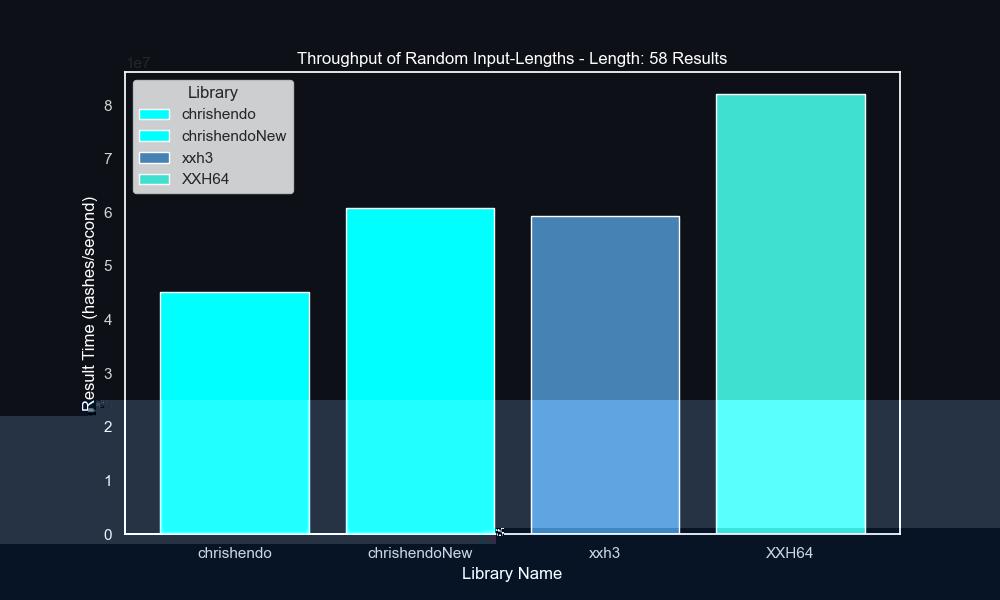 Throughput of Random Input-Lengths - Length: 58 Results
1e7
Library
chrishendo
chrishendoNew
xxh3
XXH64
8
7
6
5
4
3
2
1
0
Result Time (hashes/second)
chrishendo
chrishendoNew
xxh3
XXH64
Library Name